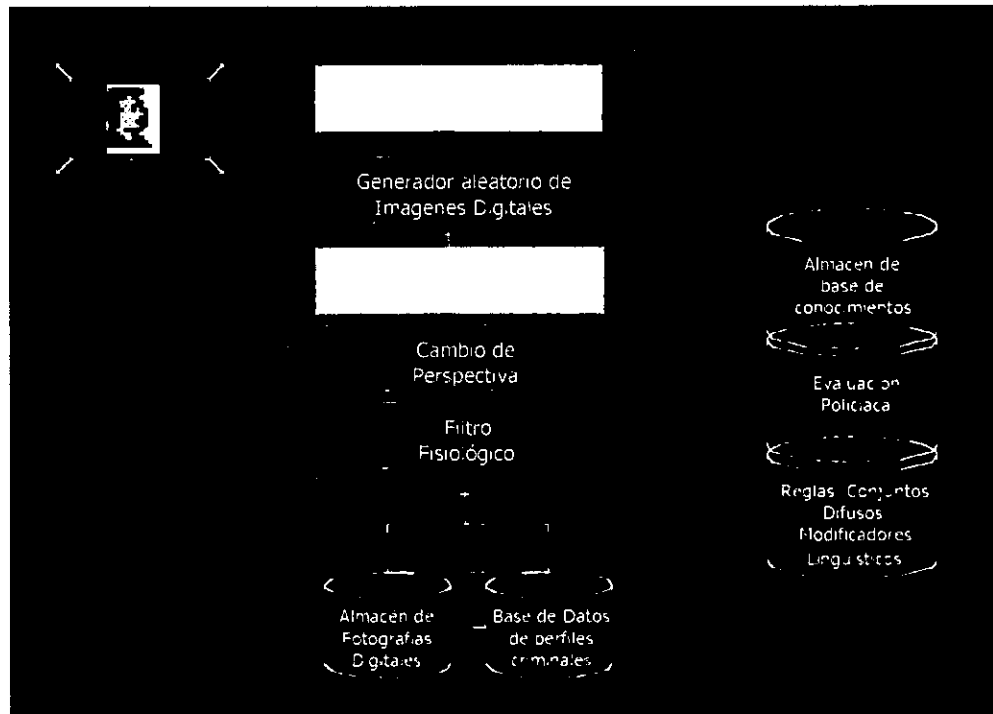 Generador aleatorio de
Imagenes Digitales
Cambio de
Perspectiva
Filtro
Fisiológico
Almacén de
Fotografias
Digitales
Base de Datos
de perfiles
criminales
Almacen de
base de
conocimientos
Evaluacion
Policiaca
Reglas Conjuntos
Difusos
Modificadores
Linguisticos